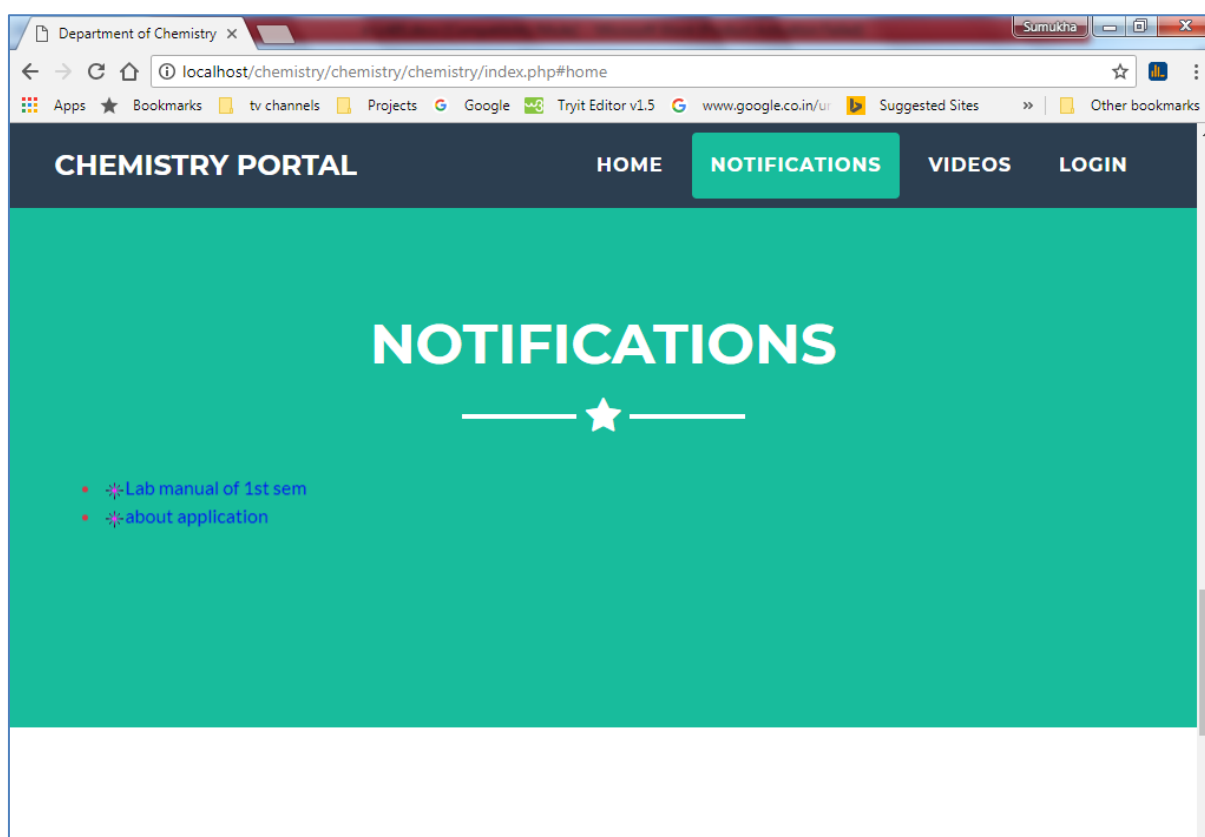 Department of Chemistry
Sumukha
localhost/chemistry/chemistry/chemistry/index.php#home
Apps Bookmarks tv channels Projects Google Tryit Editor v1.5 www.google.co.in/ur Suggested Sites » Other bookmarks
CHEMISTRY PORTAL HOME NOTIFICATIONS VIDEOS LOGIN
NOTIFICATIONS
Lab manual of 1st sem
about application